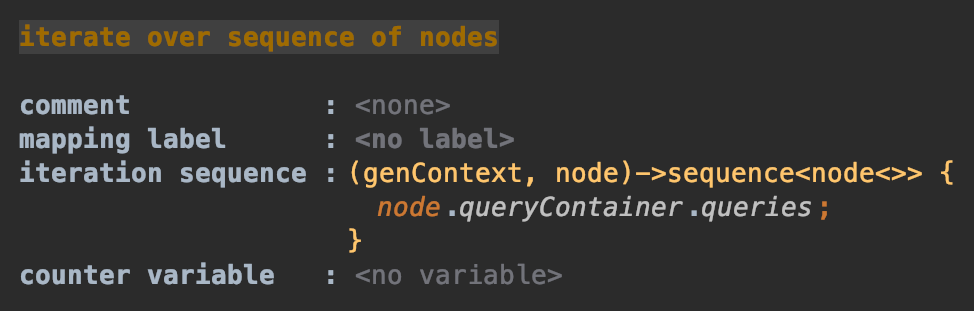 iterate over sequence of nodes
comment : <none>
mapping label : <no label>
iteration sequence : (genContext, node)->sequence<node<>> {
node.queryContainer.queries;
}
counter variable : <no variable>